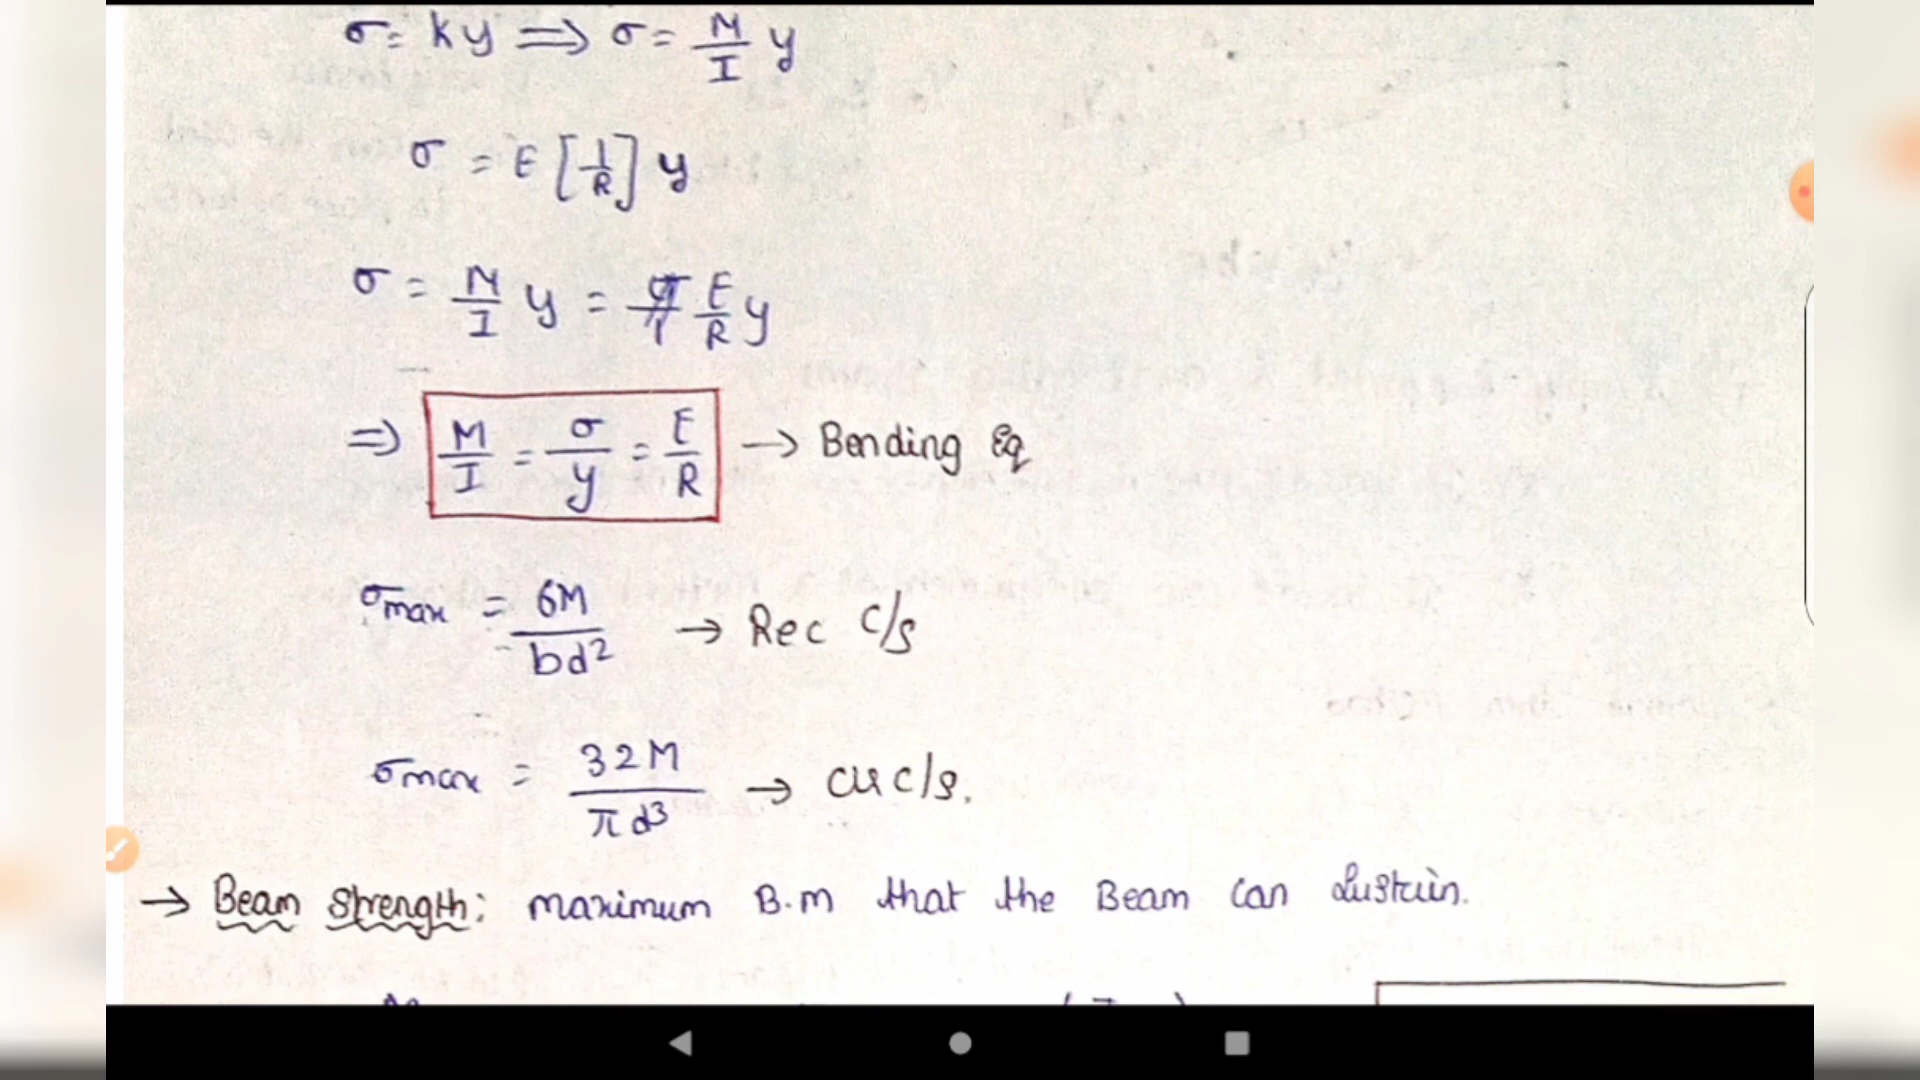 σ = Ky ⟹ σ = M/I y
σ = E [1/R] y
σ = M/I y = E/R y
⇒ M/I = σ/y = E/R → Bending Eq
σmax = 6M/bd² → Rec C/s
σmax = 32M/πd³ → Cir c/s.
→ Beam Strength: maximum B.M that the Beam Can Sustain.